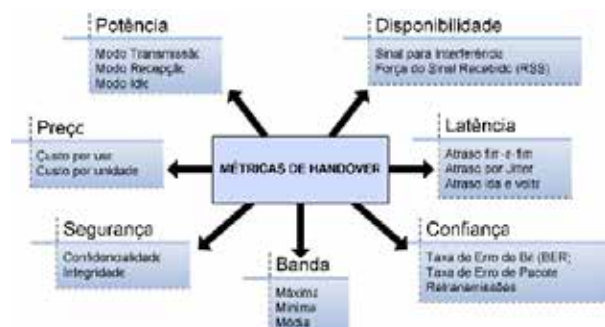 Potência
Modo Transmissão
Modo Recepção
Modo Idle
Disponibilidade
Sinal para Interferência
Força do Sinal Recebido (RSS)
Preço
Custo por uso
Custo por unidade
MÉTRICAS DE HANDOVER
Latência
Atraso fim-e-fim
Atraso por Jitter
Atraso ida e volta
Segurança
Confidencialidade
Integridade
Banda
Máxima
Mínima
Média
Confiança
Taxa de Erro de Bit (BER)
Taxa de Erro de Pacote
Retransmissões